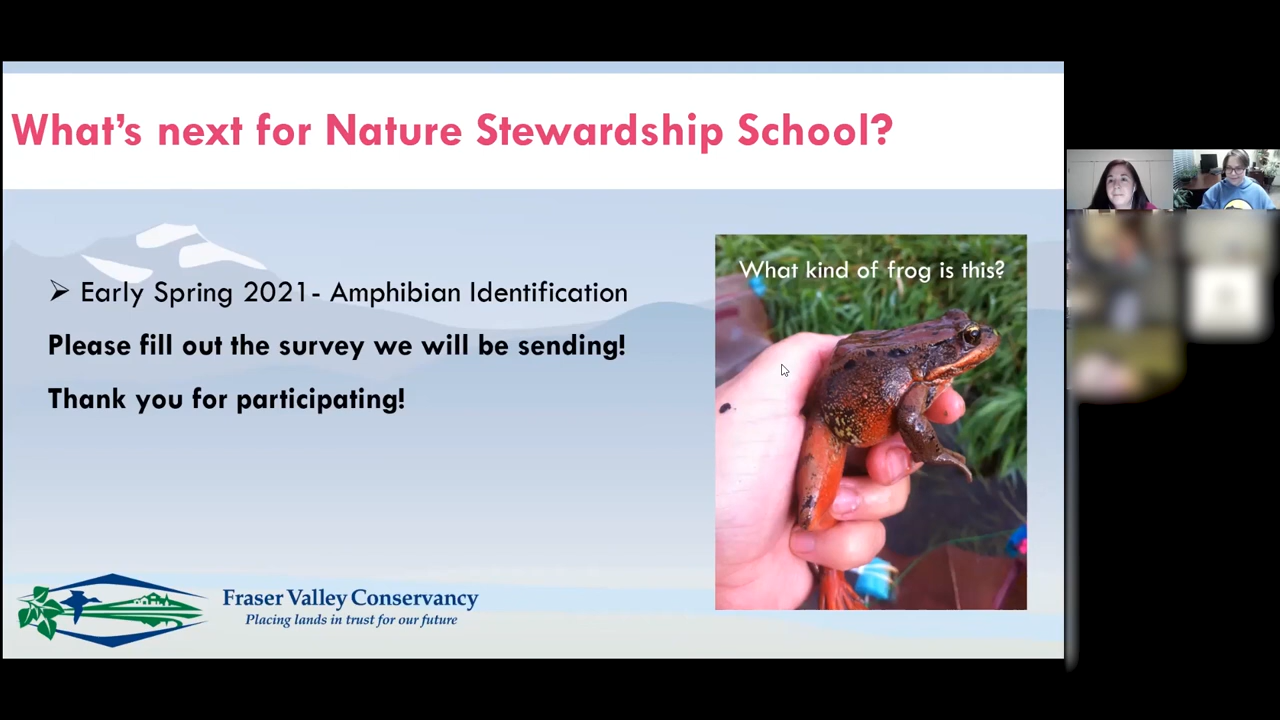 What's next for Nature Stewardship School?
What kind of frog is this?
➢ Early Spring 2021- Amphibian Identification
Please fill out the survey we will be sending!
Thank you for participating!
Fraser Valley Conservancy
Placing lands in trust for our future